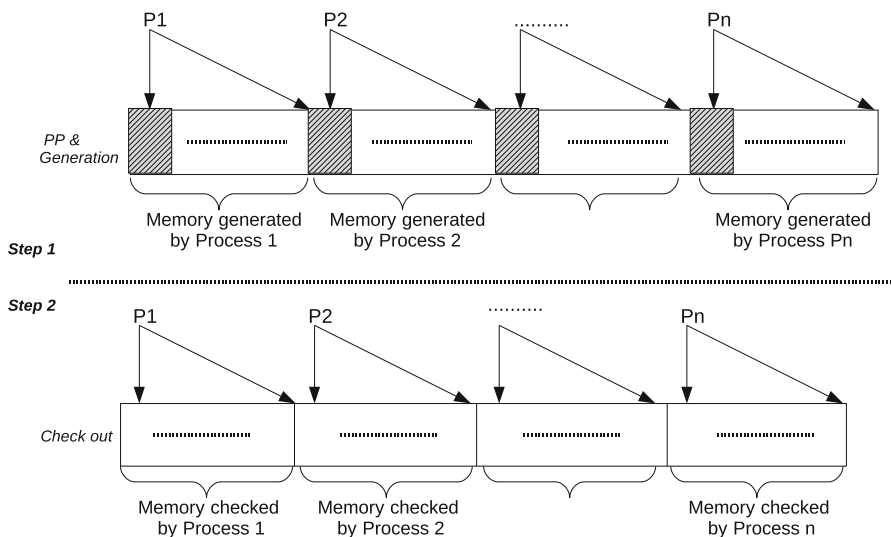 P1 P2 .......... Pn
PP &
Generation
Memory generated
by Process 1
Memory generated
by Process 2
Memory generated
by Process Pn
Step 1
Step 2
P1 P2 .......... Pn
Check out
Memory checked
by Process 1
Memory checked
by Process 2
Memory checked
by Process n